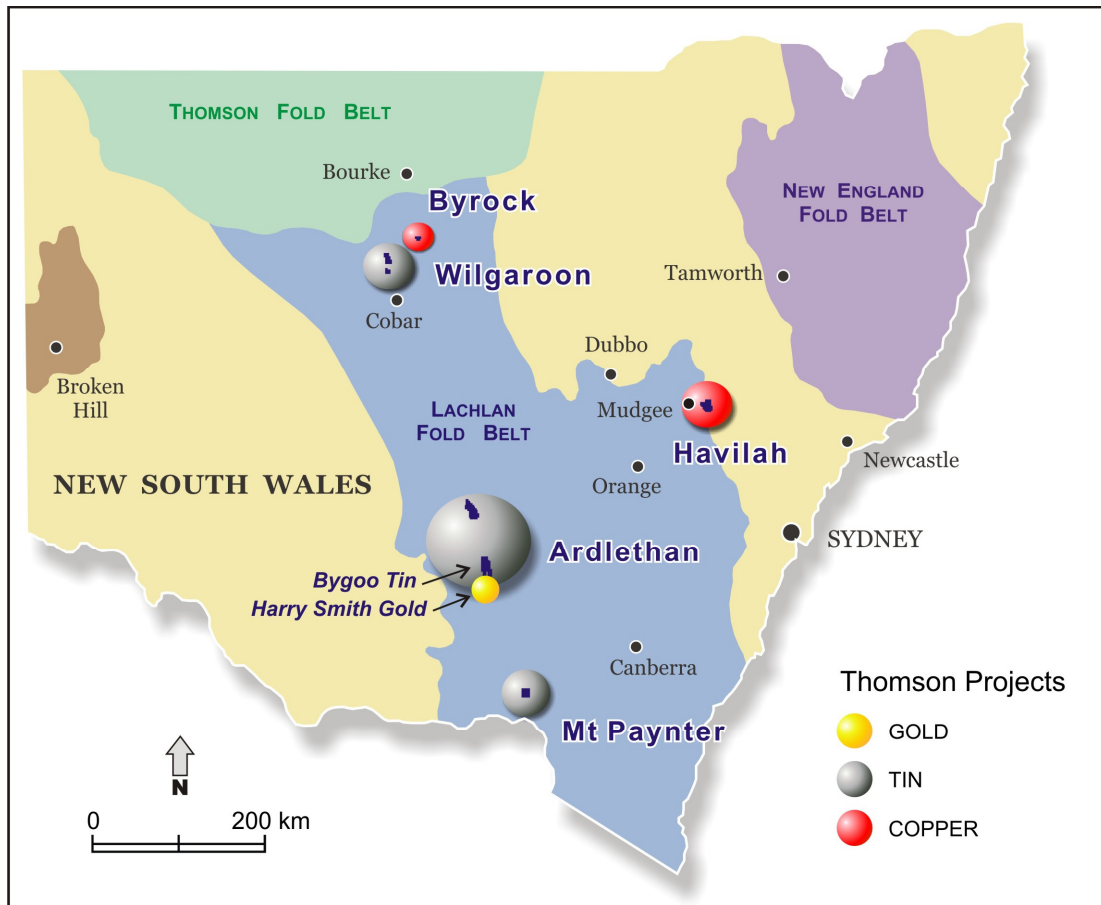 THOMSON FOLD BELT
Bourke
Byrock
NEW ENGLAND
FOLD BELT
Wilgaroon
Tamworth
Cobar
Dubbo
Broken
Hill
Mudgee
LACHLAN
FOLD BELT
Havilah
Newcastle
NEW SOUTH WALES
Orange
SYDNEY
Ardlethan
Bygoo Tin
Harry Smith Gold
Canberra
Mt Paynter
Thomson Projects
GOLD
TIN
COPPER
N
0 200 km